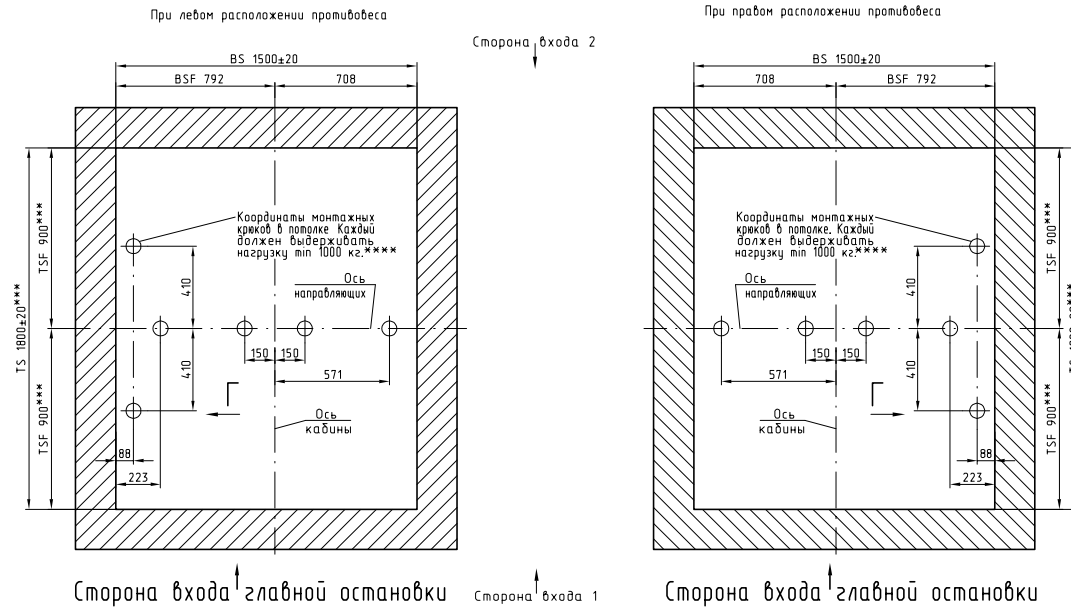 При левом расположении противовеса
При правом расположении противовеса
Сторона входа 2
BS 1500±20
BSF 792
708
TS 1800±20***
TSF 900***
TSF 900***
Координаты монтажных
крюков в потолке Каждый
должен выдерживать
нагрузку min 1000 кг.****
410
410
Ось
направляющих
150
150
571
Г
Ось
кабины
88
223
Сторона входа главной остановки
BS 1500±20
708
BSF 792
Координаты монтажных
крюков в потолке. Каждый
должен выдерживать
нагрузку min 1000 кг.****
TSF 900***
TSF 900***
410
410
Ось
направляющих
150
150
571
Г
Ось
кабины
88
223
Сторона входа 1
Сторона входа главной остановки